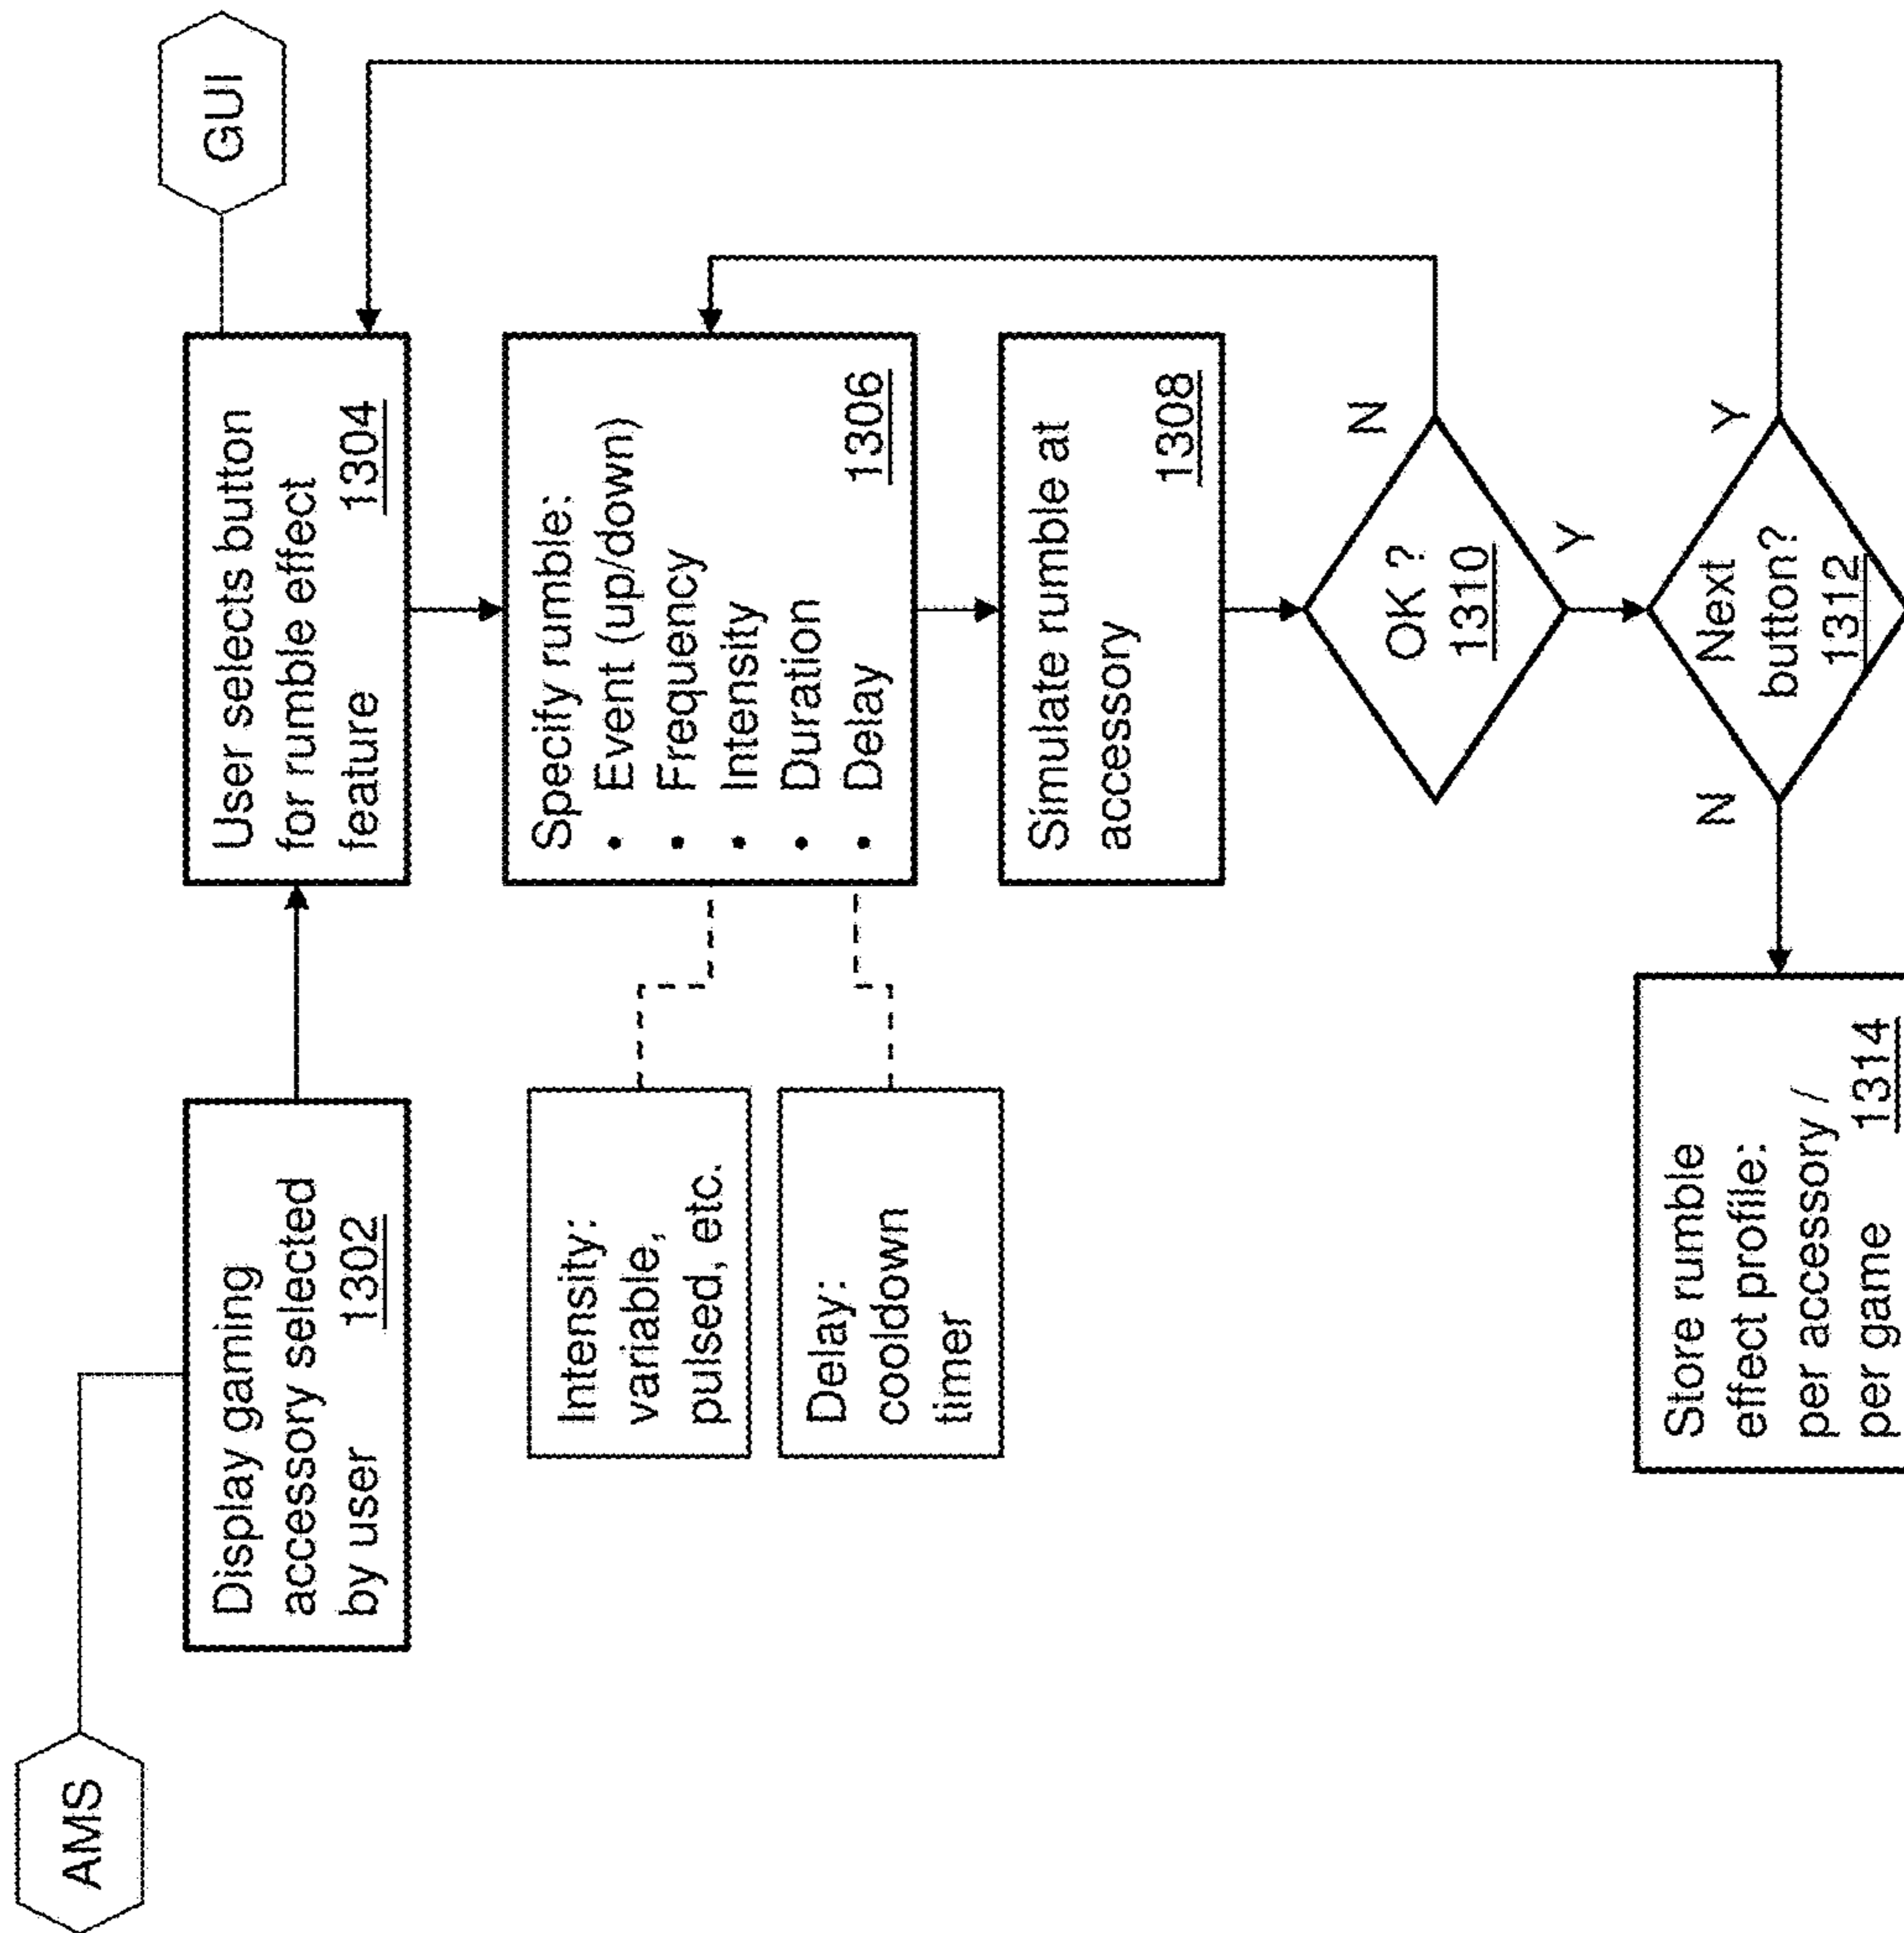 AMS
GUI
Display gaming
accessory selected
by user 1302
User selects button
for rumble effect
feature 1304
Intensity:
variable,
pulsed, etc.
Delay:
cooldown
timer
Specify rumble:
• Event (up/down)
• Frequency
• Intensity
• Duration
• Delay 1306
Simulate rumble at
accessory
1308
OK ?
1310
N
Y
Next
button?
1312
N
Y
Store rumble
effect profile:
per accessory /
per game 1314